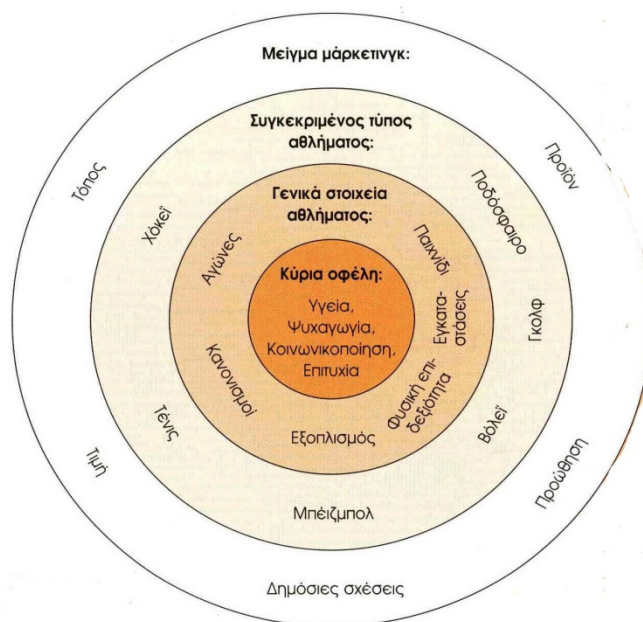 Μείγμα μάρκετινγκ:
Προϊόν
Προώθηση
Δημόσιες σχέσεις
Τιμή
Τόπος
Συγκεκριμένος τύπος
αθλήματος:
Ποδόσφαιρο
Γκολφ
Βόλεϊ
Μπέιζμπολ
Τένις
Χόκεϊ
Γενικά στοιχεία
αθλήματος:
Παιχνίδι
Εγκατα-
στάσεις
Φυσική επι-
δεξιότητα
Εξοπλισμός
Κανονισμοί
Αγώνες
Κύρια οφέλη:
Υγεία,
Ψυχαγωγία,
Κοινωνικοποίηση,
Επιτυχία